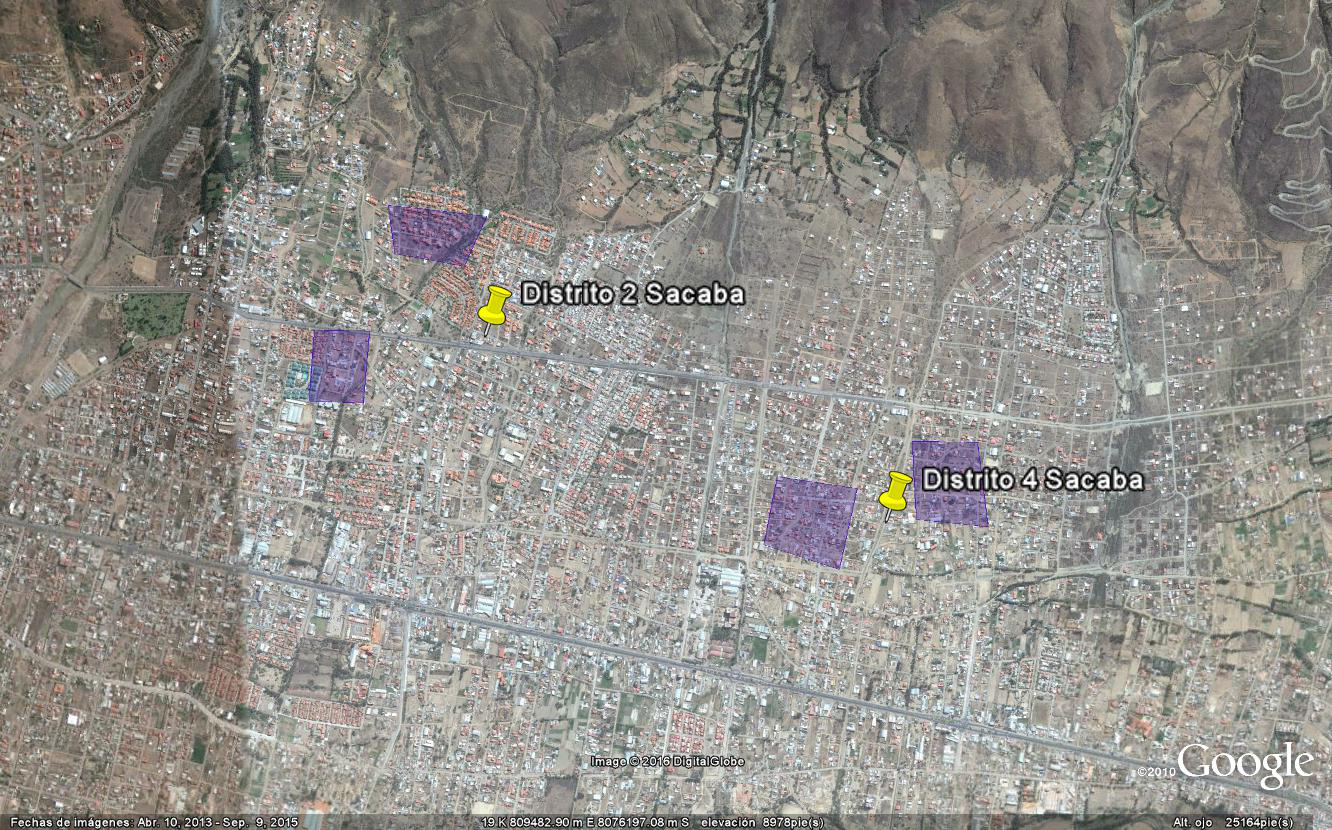 Distrito 2 Sacaba
Distrito 4 Sacaba
Image © 2016 DigitalGlobe
©2010 Google
Fechas de imágenes: Abr. 10, 2013 - Sep. 9, 2015
19 K 809482.90 m E 8076197.08 m S elevación 8978pie(s)
Alt. ojo 25164pie(s)